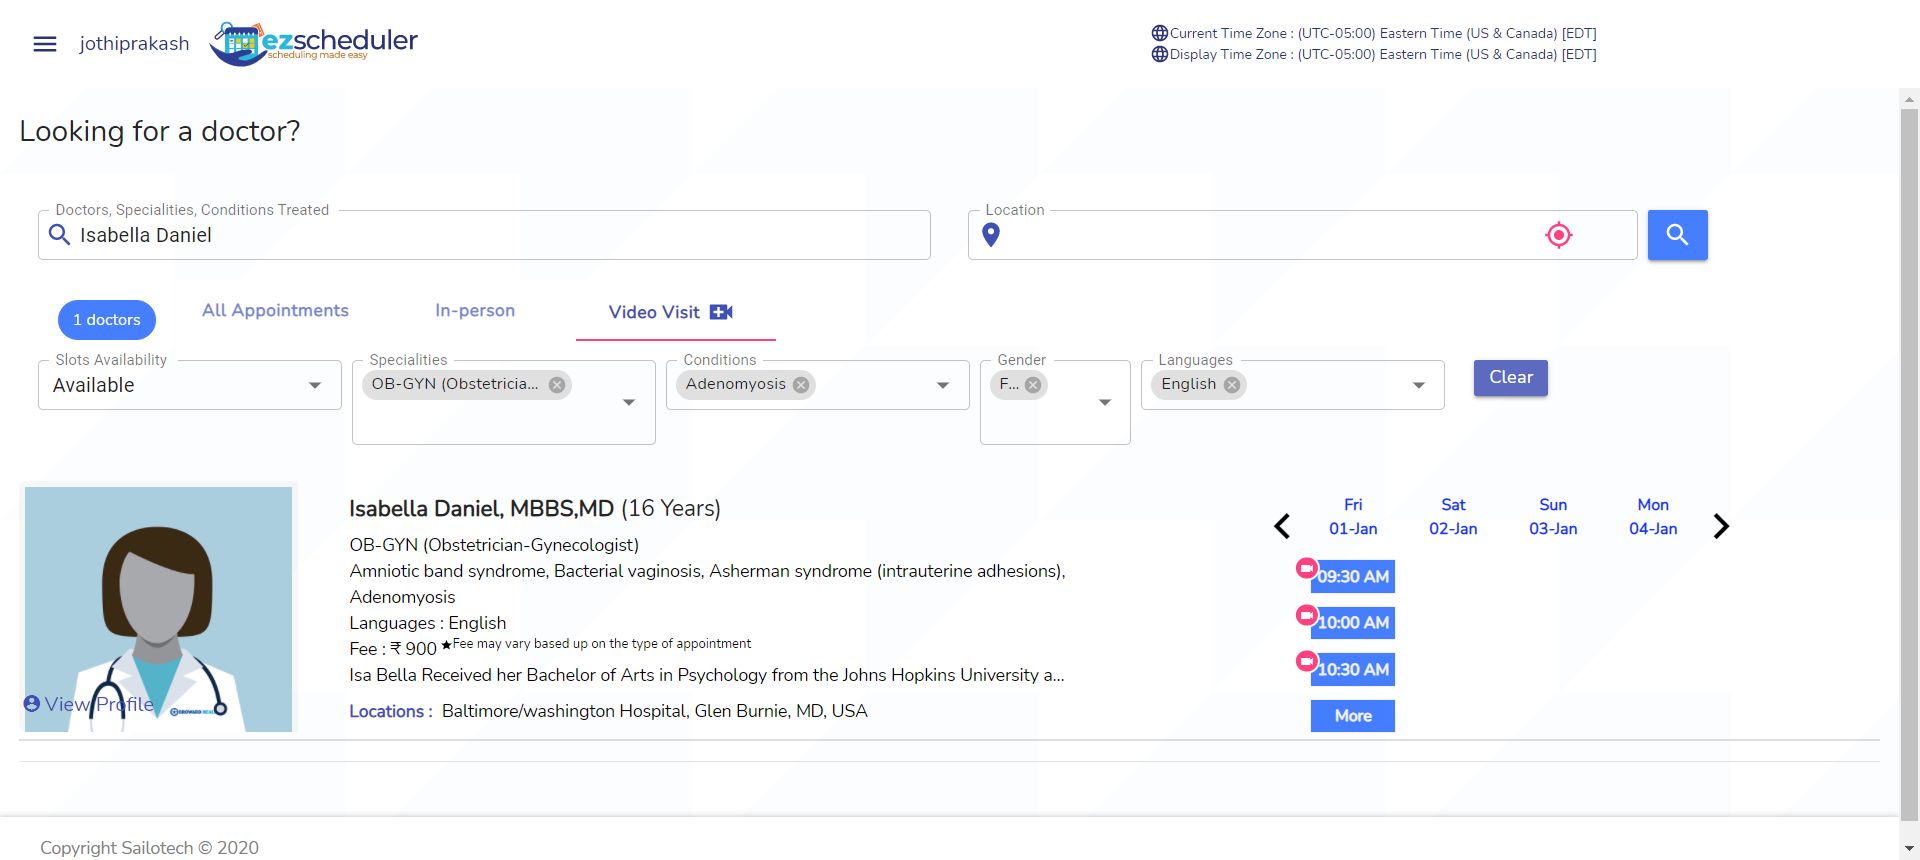 jothiprakash
ezscheduler
scheduling made easy
Current Time Zone : (UTC-05:00) Eastern Time (US & Canada) [EDT]
Display Time Zone : (UTC-05:00) Eastern Time (US & Canada) [EDT]
Looking for a doctor?
Doctors, Specialities, Conditions Treated
Isabella Daniel
Location
1 doctors
All Appointments
In-person
Video Visit
Slots Availability
Available
Specialities
OB-GYN (Obstetricia...
Conditions
Adenomyosis
Gender
F...
Languages
English
Clear
Isabella Daniel, MBBS,MD (16 Years)
OB-GYN (Obstetrician-Gynecologist)
Amniotic band syndrome, Bacterial vaginosis, Asherman syndrome (intrauterine adhesions),
Adenomyosis
Languages : English
Fee : ₹ 900 ★Fee may vary based up on the type of appointment
Isa Bella Received her Bachelor of Arts in Psychology from the Johns Hopkins University a...
Locations : Baltimore/washington Hospital, Glen Burnie, MD, USA
View Profile
BROWARD HEALTH
Fri Sat Sun Mon
01-Jan 02-Jan 03-Jan 04-Jan
09:30 AM
10:00 AM
10:30 AM
More
Copyright Sailotech © 2020